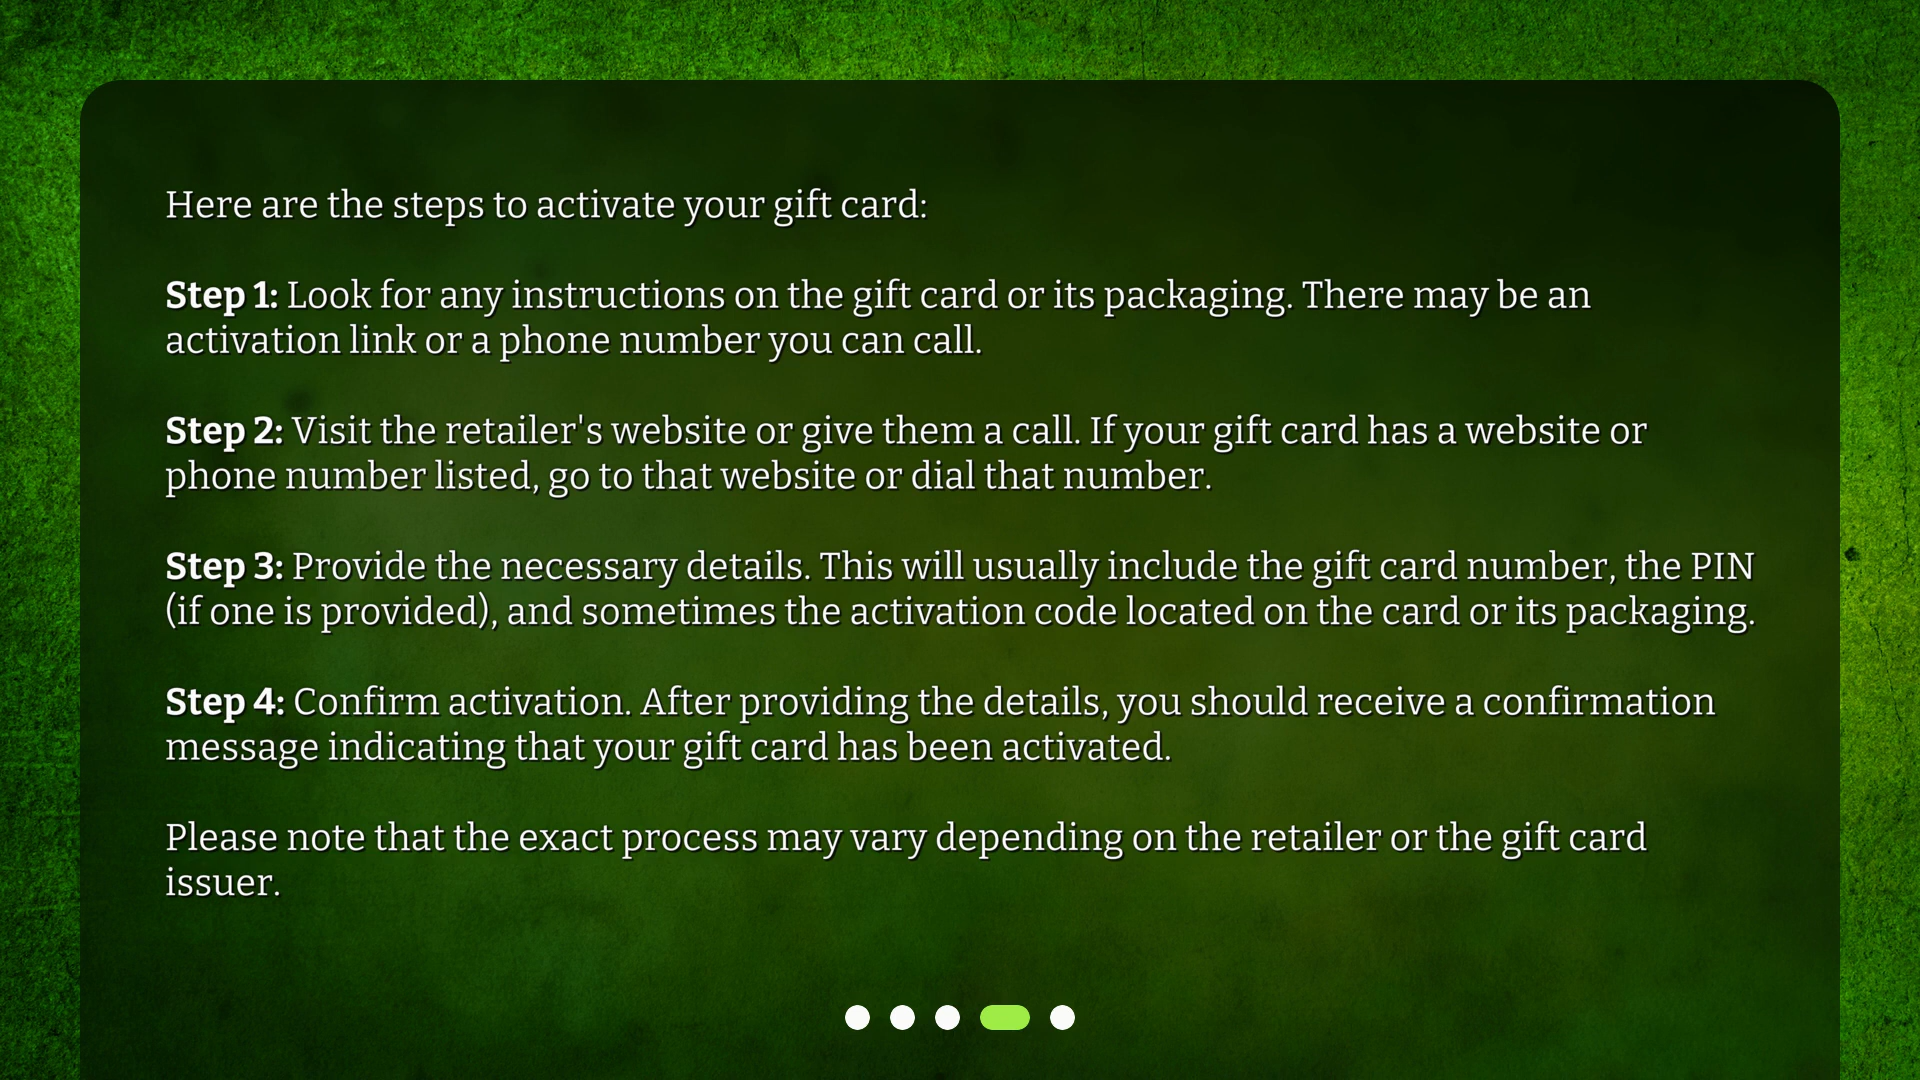 Here are the steps to activate your gift card:
Step 1: Look for any instructions on the gift card or its packaging. There may be an
activation link or a phone number you can call.
Step 2: Visit the retailer's website or give them a call. If your gift card has a website or
phone number listed, go to that website or dial that number.
Step 3: Provide the necessary details. This will usually include the gift card number, the PIN
(if one is provided), and sometimes the activation code located on the card or its packaging.
Step 4: Confirm activation. After providing the details, you should receive a confirmation
message indicating that your gift card has been activated.
Please note that the exact process may vary depending on the retailer or the gift card
issuer.